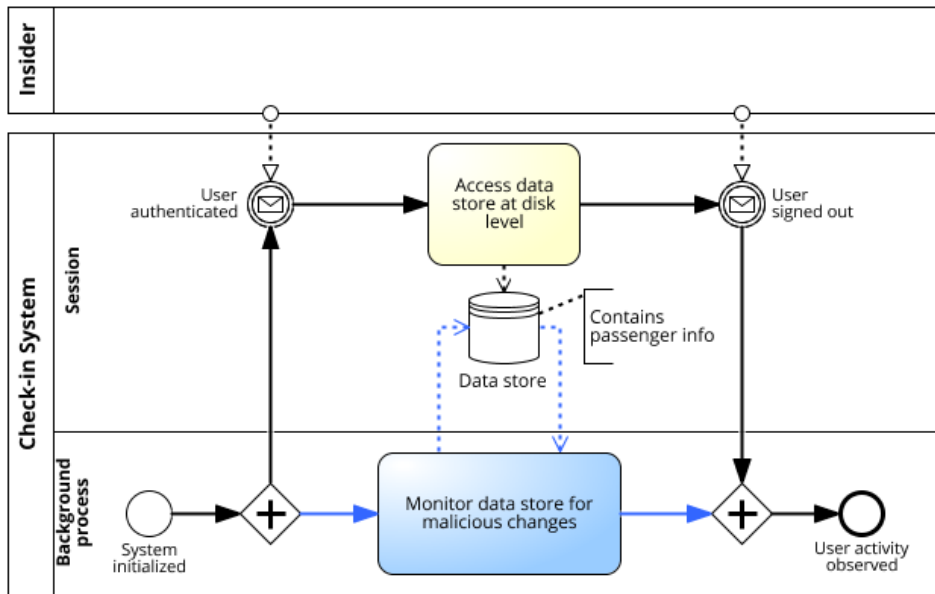 Insider
Check-in System
Session
User
authenticated
Access data
store at disk
level
User
signed out
Contains
passenger info
Data store
Background
process
System
initialized
Monitor data store for
malicious changes
User activity
observed